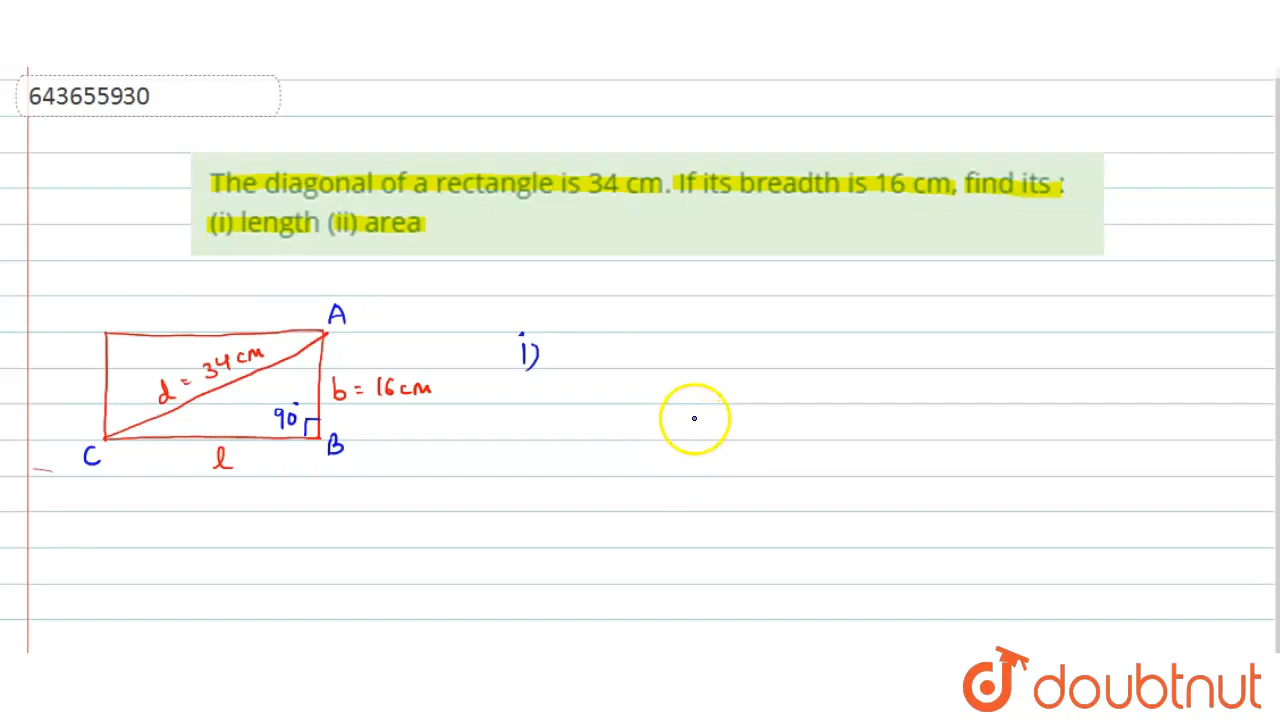 643655930
The diagonal of a rectangle is 34 cm. If its breadth is 16 cm, find its :
(i) length (ii) area
A
i)
d = 34 cm
b = 16 cm
90°
C
l
B
doubtnut